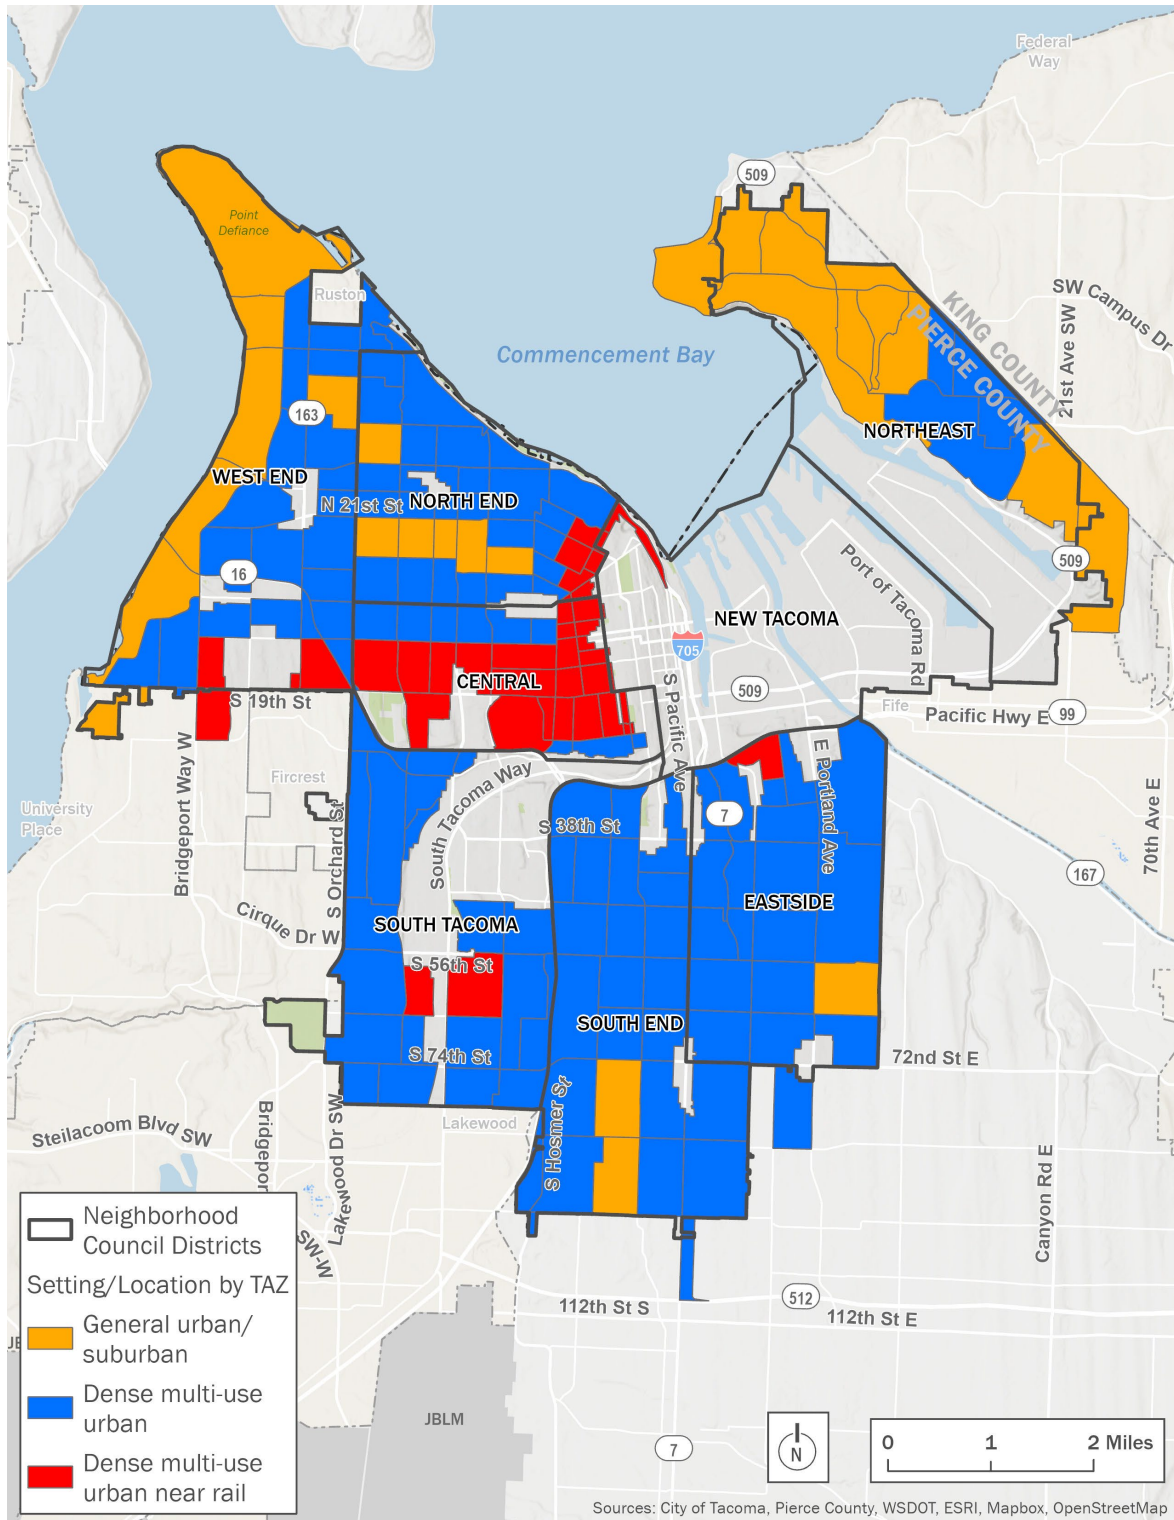 Federal
Way
509
Point
Defiance
Ruston
KING COUNTY
PIERCE COUNTY
SW Campus Dr
21st Ave SW
Commencement Bay
163
NORTHEAST
WEST END
N 21st St
NORTH END
16
509
Port of Tacoma Rd
NEW TACOMA
705
CENTRAL
S 19th St
S Pacific Ave
509
Fife
Pacific Hwy E
99
Bridgeport Way W
Fircrest
University
Place
S Orchard St
South Tacoma Way
S 38th St
7
E Portland Ave
70th Ave E
167
EASTSIDE
Cirque Dr W
SOUTH TACOMA
S 56th St
SOUTH END
S 74th St
72nd St E
S Hosmer St
Lakewood
Steilacoom Blvd SW
Bridgepor
Lakewood Dr SW
SW-W
Canyon Rd E
512
112th St S
112th St E
JBLM
7
JB
Neighborhood
Council Districts
Setting/Location by TAZ
General urban/
suburban
Dense multi-use
urban
Dense multi-use
urban near rail
N
0 1 2 Miles
Sources: City of Tacoma, Pierce County, WSDOT, ESRI, Mapbox, OpenStreetMap